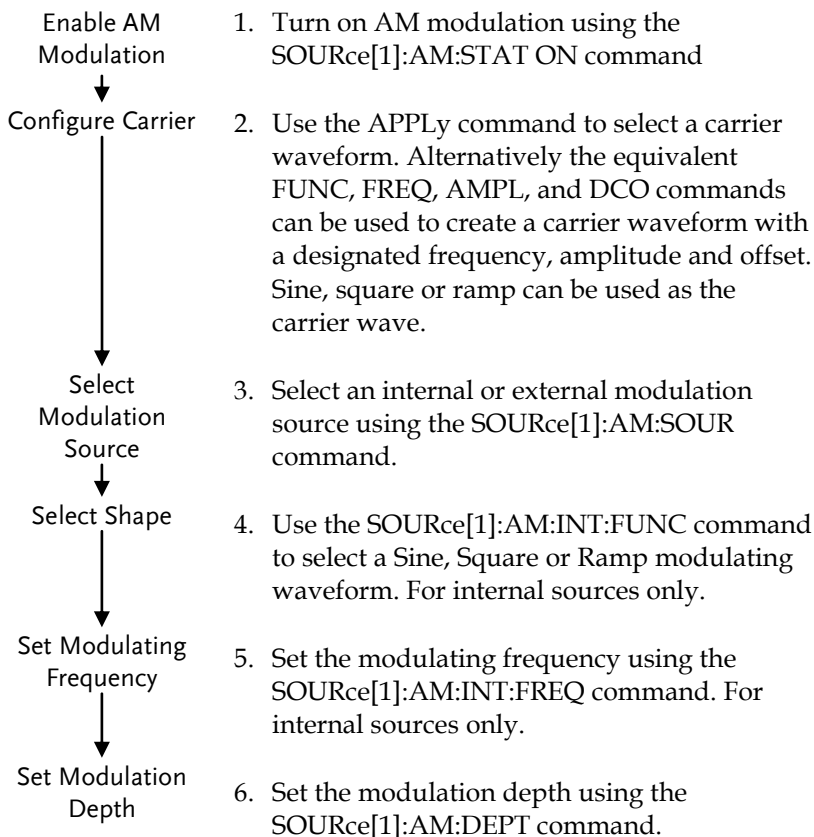 Enable AM
Modulation
1. Turn on AM modulation using the
SOURce[1]:AM:STAT ON command
Configure Carrier
2. Use the APPLy command to select a carrier
waveform. Alternatively the equivalent
FUNC, FREQ, AMPL, and DCO commands
can be used to create a carrier waveform with
a designated frequency, amplitude and offset.
Sine, square or ramp can be used as the
carrier wave.
Select
Modulation
Source
3. Select an internal or external modulation
source using the SOURce[1]:AM:SOUR
command.
Select Shape
4. Use the SOURce[1]:AM:INT:FUNC command
to select a Sine, Square or Ramp modulating
waveform. For internal sources only.
Set Modulating
Frequency
5. Set the modulating frequency using the
SOURce[1]:AM:INT:FREQ command. For
internal sources only.
Set Modulation
Depth
6. Set the modulation depth using the
SOURce[1]:AM:DEPT command.